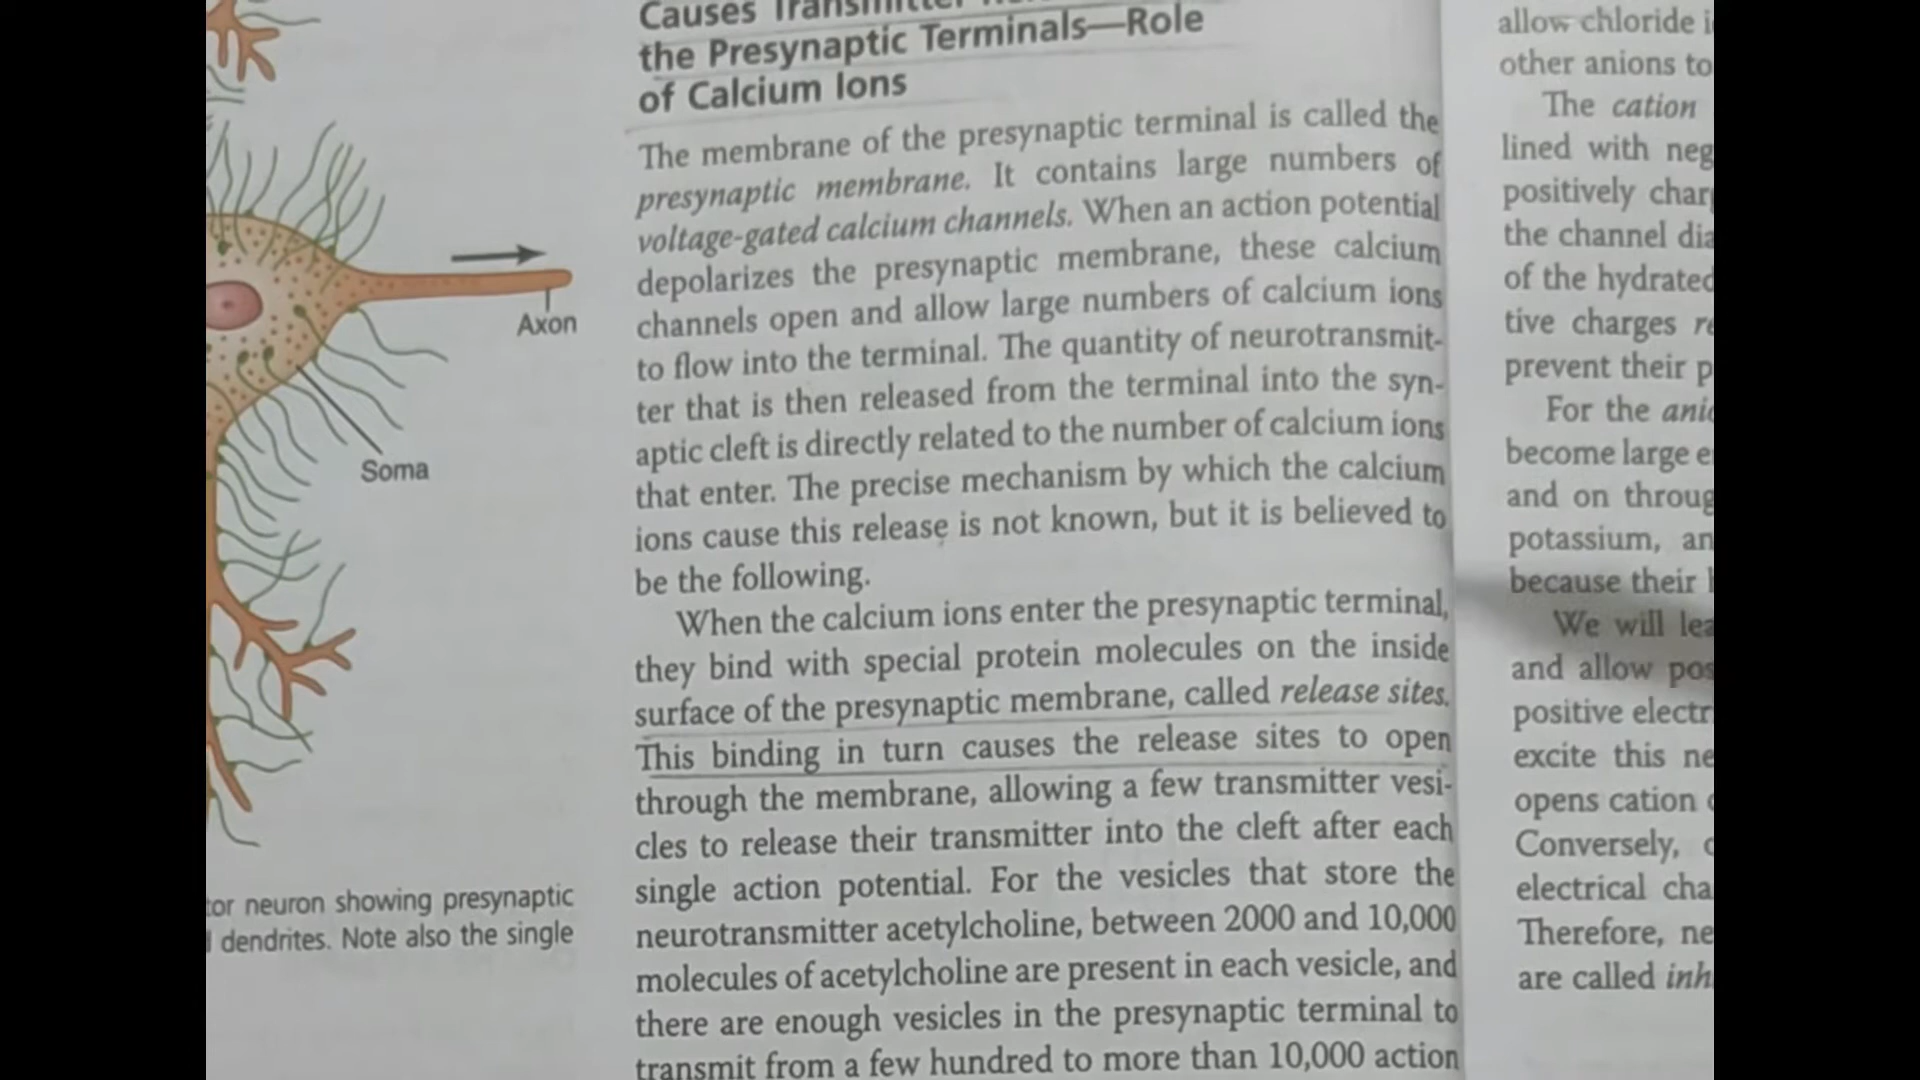 Axon
Soma
tor neuron showing presynaptic
dendrites. Note also the single
Causes Transmitter
the Presynaptic Terminals—Role
of Calcium Ions
The membrane of the presynaptic terminal is called the
presynaptic membrane. It contains large numbers of
voltage-gated calcium channels. When an action potential
depolarizes the presynaptic membrane, these calcium
channels open and allow large numbers of calcium ions
to flow into the terminal. The quantity of neurotransmit-
ter that is then released from the terminal into the syn-
aptic cleft is directly related to the number of calcium ions
that enter. The precise mechanism by which the calcium
ions cause this release is not known, but it is believed to
be the following.
When the calcium ions enter the presynaptic terminal,
they bind with special protein molecules on the inside
surface of the presynaptic membrane, called release sites.
This binding in turn causes the release sites to open
through the membrane, allowing a few transmitter vesi-
cles to release their transmitter into the cleft after each
single action potential. For the vesicles that store the
neurotransmitter acetylcholine, between 2000 and 10,000
molecules of acetylcholine are present in each vesicle, and
there are enough vesicles in the presynaptic terminal to
transmit from a few hundred to more than 10,000 action
allow chloride
other anions to
The cation
lined with neg
positively char
the channel dia
of the hydrated
tive charges re
prevent their p
For the anio
become large e
and on throug
potassium, an
because their
We will lea
and allow pos
positive electr
excite this ne
opens cation
Conversely,
electrical cha
Therefore, ne
are called inh